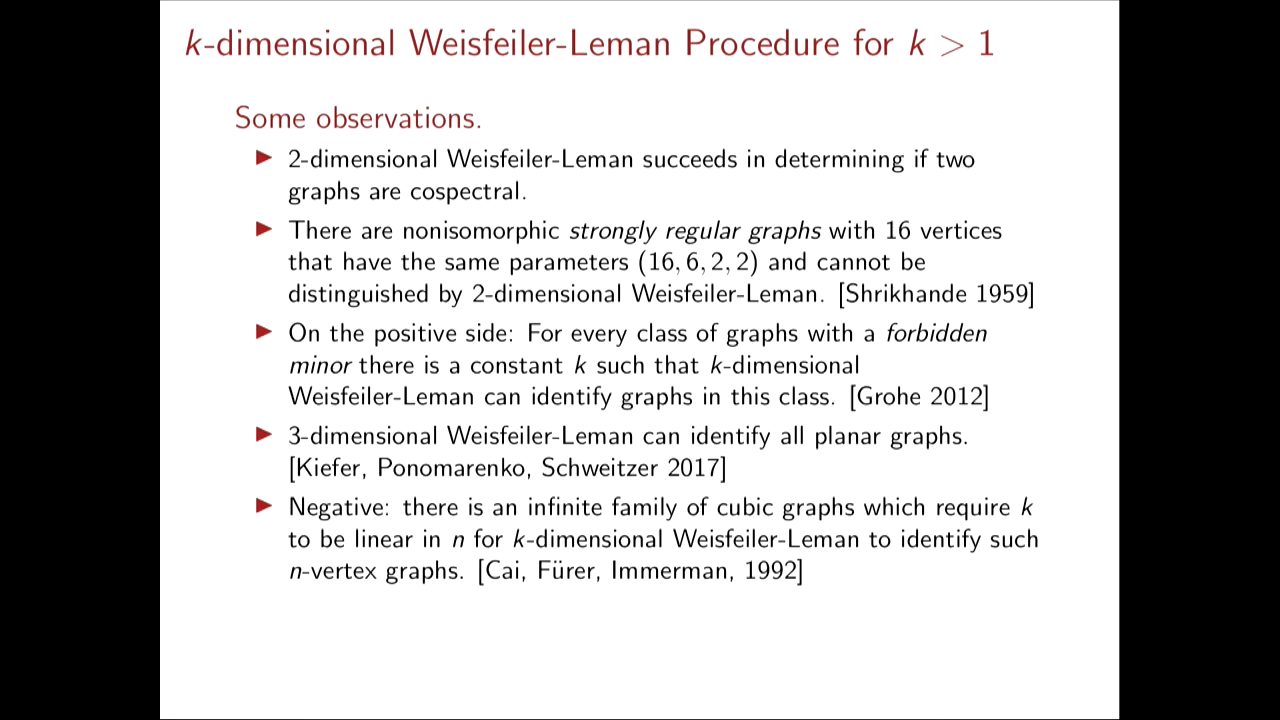 k-dimensional Weisfeiler-Leman Procedure for k > 1
Some observations.
▶ 2-dimensional Weisfeiler-Leman succeeds in determining if two
graphs are cospectral.
▶ There are nonisomorphic strongly regular graphs with 16 vertices
that have the same parameters (16, 6, 2, 2) and cannot be
distinguished by 2-dimensional Weisfeiler-Leman. [Shrikhande 1959]
▶ On the positive side: For every class of graphs with a forbidden
minor there is a constant k such that k-dimensional
Weisfeiler-Leman can identify graphs in this class. [Grohe 2012]
▶ 3-dimensional Weisfeiler-Leman can identify all planar graphs.
[Kiefer, Ponomarenko, Schweitzer 2017]
▶ Negative: there is an infinite family of cubic graphs which require k
to be linear in n for k-dimensional Weisfeiler-Leman to identify such
n-vertex graphs. [Cai, Fürer, Immerman, 1992]